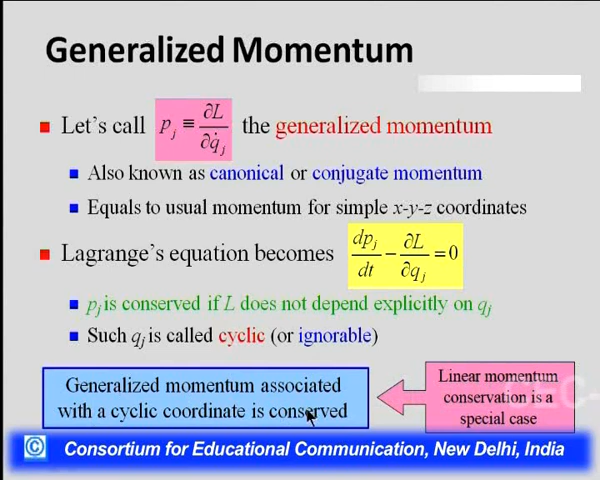 Generalized Momentum
Let's call p_j ≡ ∂L/∂q̇_j the generalized momentum
Also known as canonical or conjugate momentum
Equals to usual momentum for simple x-y-z coordinates
Lagrange's equation becomes dp_j/dt − ∂L/∂q_j = 0
p_j is conserved if L does not depend explicitly on q_j
Such q_j is called cyclic (or ignorable)
Generalized momentum associated
with a cyclic coordinate is conserved
Linear momentum
conservation is a
special case
CEC-
© Consortium for Educational Communication, New Delhi, India